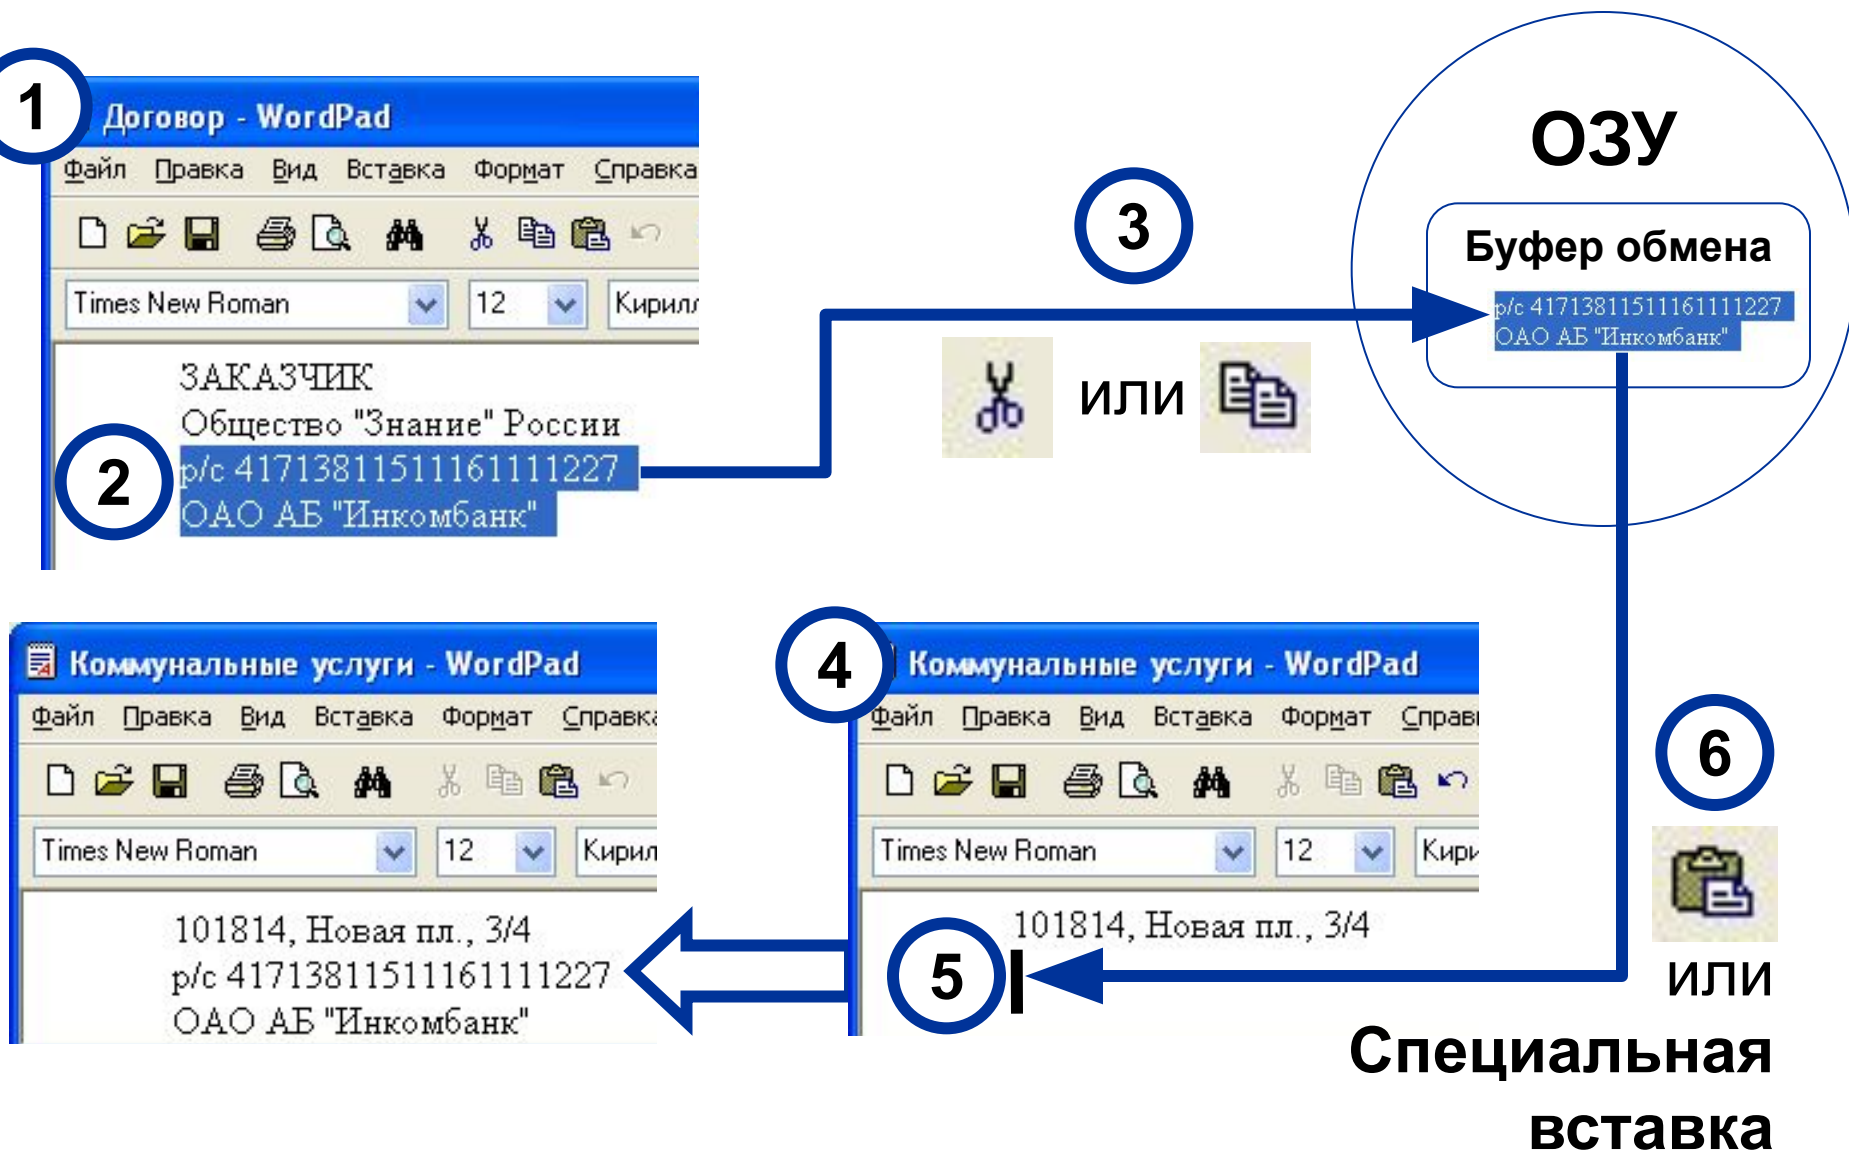 1
Договор - WordPad
Файл Правка Вид Вставка Формат Справка
Times New Roman 12
ЗАКАЗЧИК
Общество "Знание" России
2
р/с 41713811511161111227
ОАО АБ "Инкомбанк"
3
или
ОЗУ
Буфер обмена
р/с 41713811511161111227
ОАО АБ "Инкомбанк"
Коммунальные услуги - WordPad
Файл Правка Вид Вставка Формат Справка
Times New Roman 12
101814, Новая пл., 3/4
р/с 41713811511161111227
ОАО АБ "Инкомбанк"
4
Коммунальные услуги - WordPad
Файл Правка Вид Вставка Формат
Times New Roman 12
101814, Новая пл., 3/4
5
6
или
Специальная
вставка